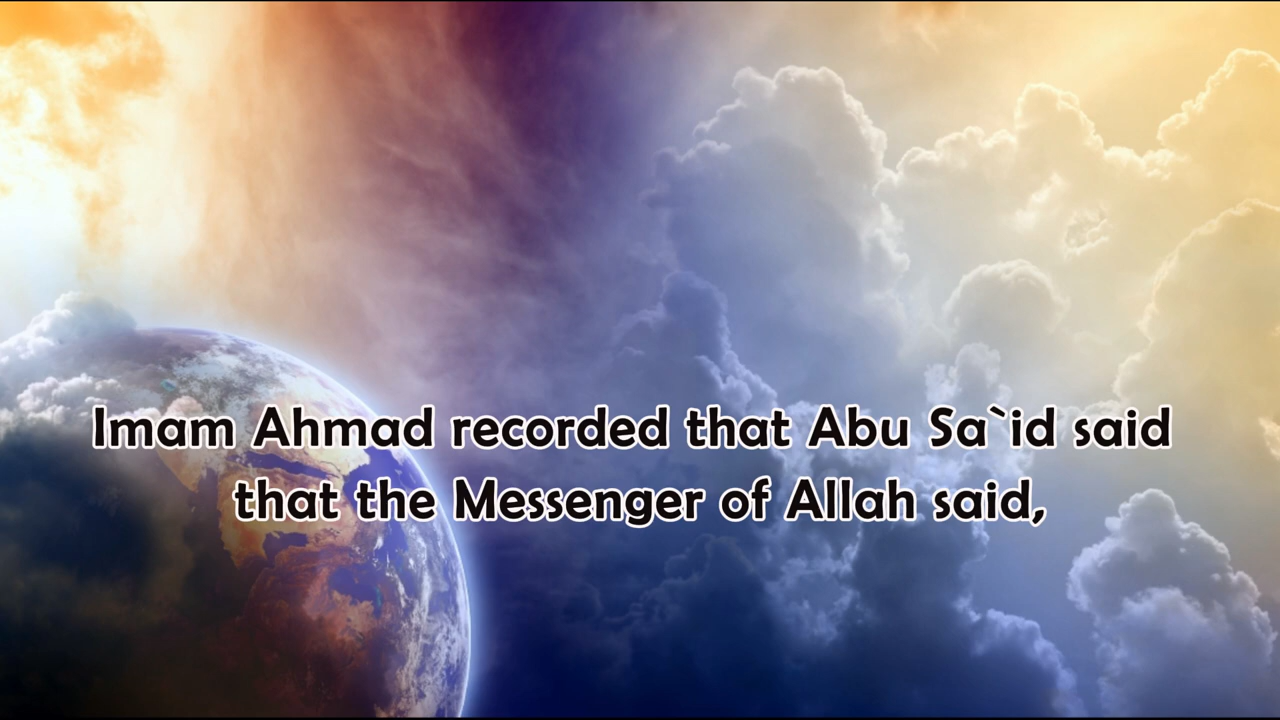 Imam Ahmad recorded that Abu Sa`id said
that the Messenger of Allah said,